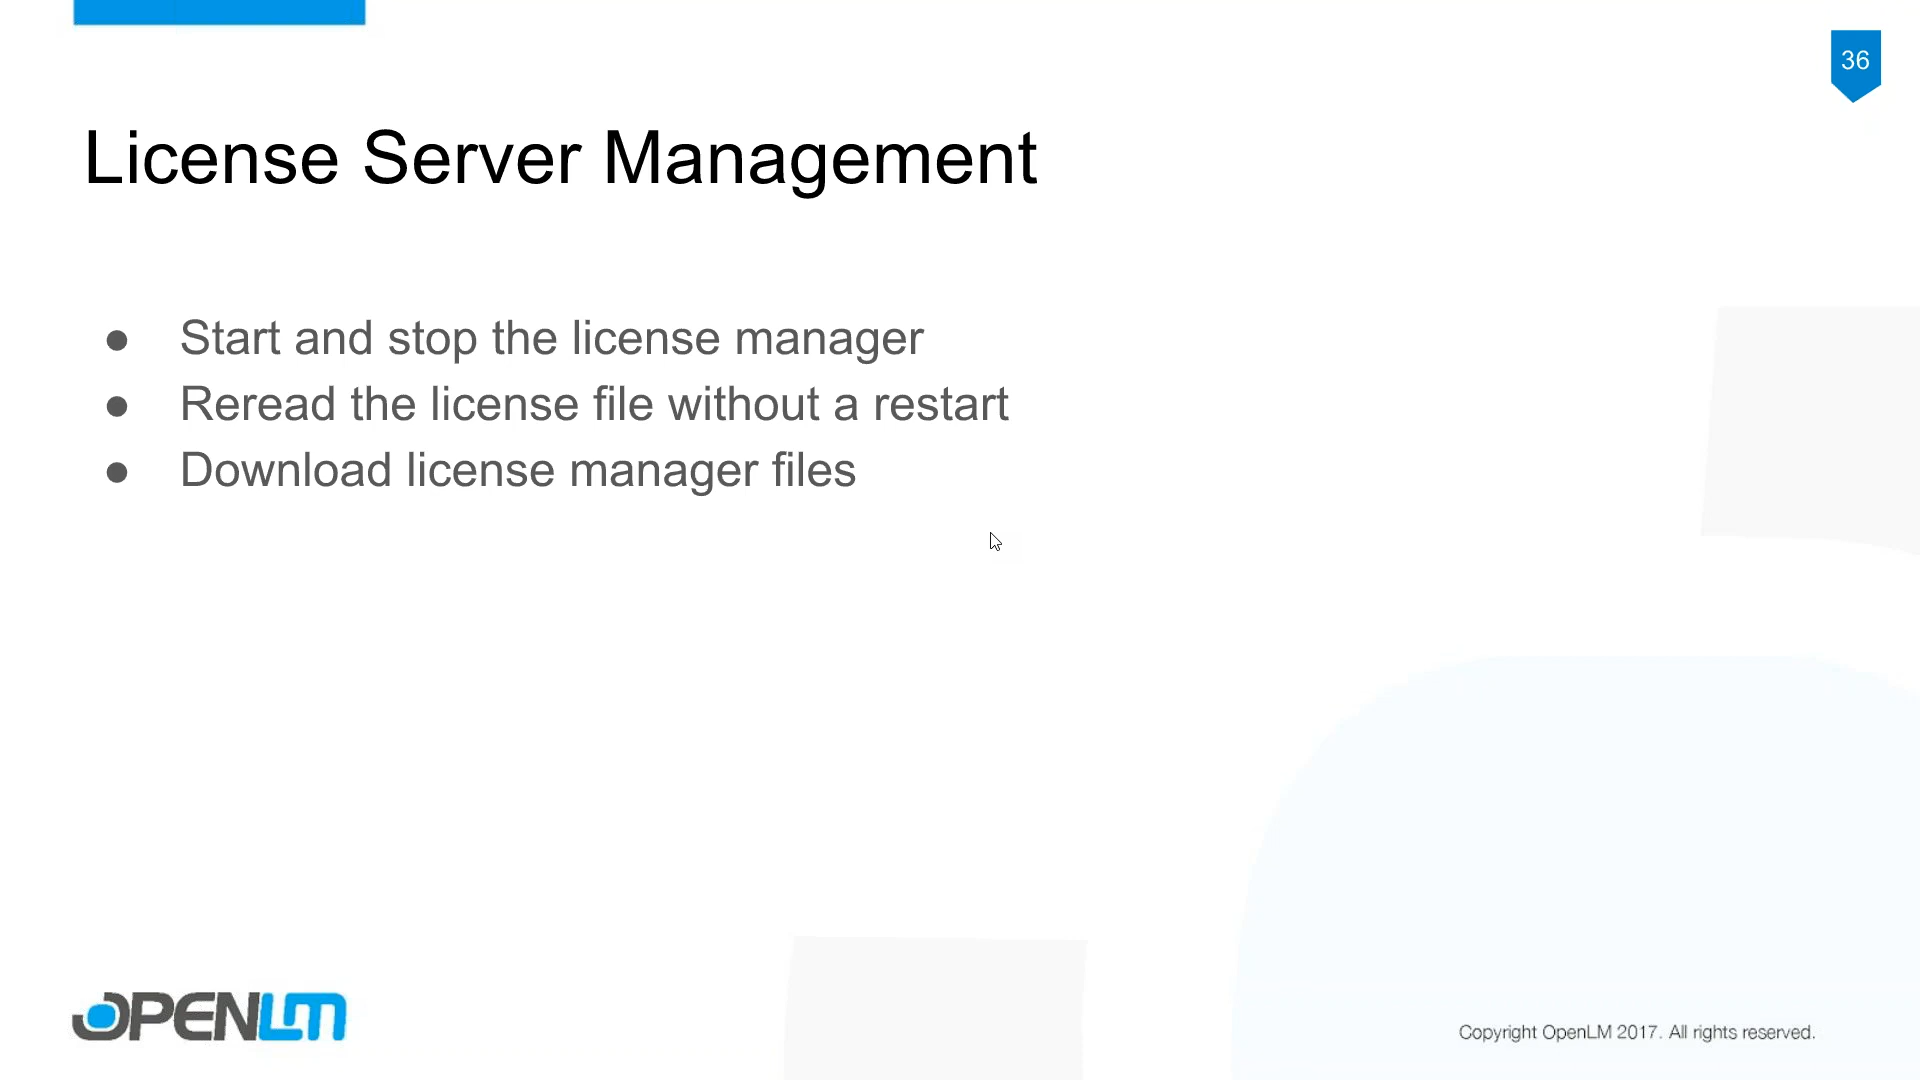 36
License Server Management
● Start and stop the license manager
● Reread the license file without a restart
● Download license manager files
OPENLM
Copyright OpenLM 2017. All rights reserved.